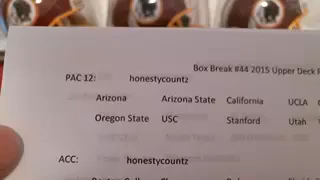 Box Break #44 2015 Upper Deck
PAC 12: honestycountz
Arizona Arizona State California UCLA
Oregon State USC Stanford Utah
ACC: honestycountz